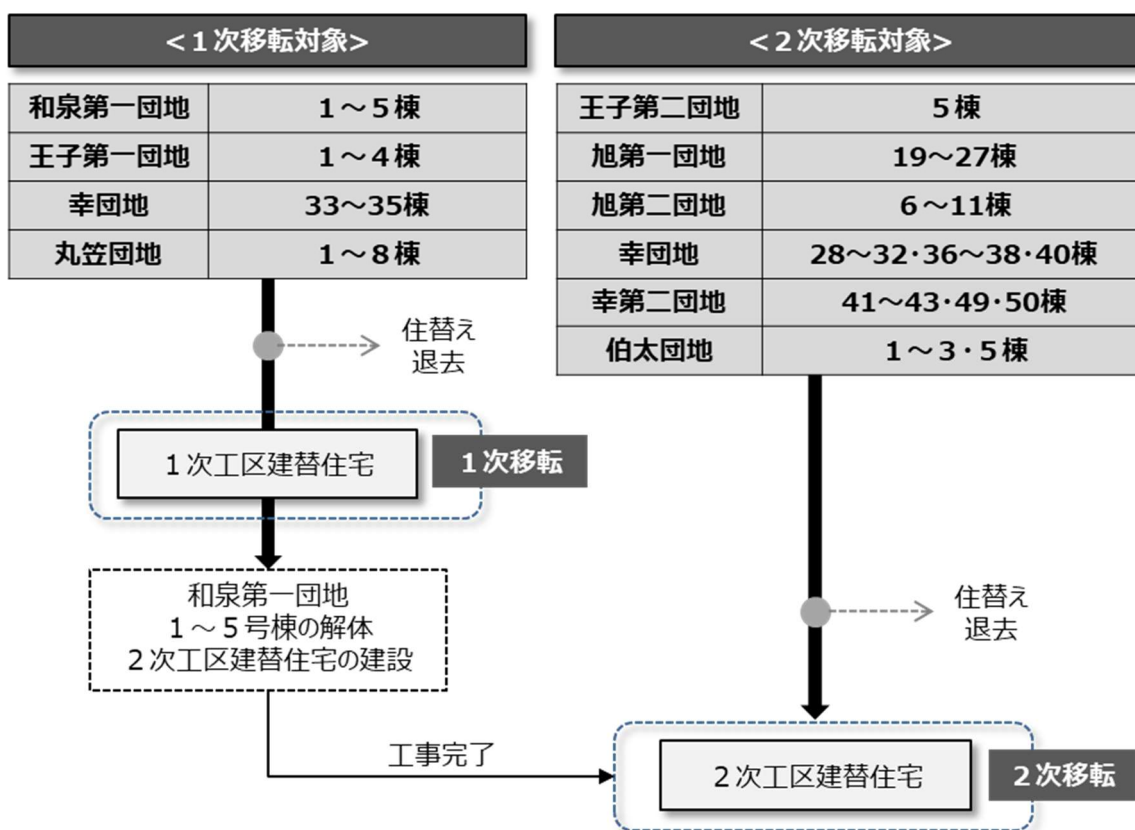 <1次移転対象>
和泉第一団地 1~5棟
王子第一団地 1~4棟
幸団地 33~35棟
丸笠団地 1~8棟
住替え
退去
1次工区建替住宅
1次移転
和泉第一団地
1~5号棟の解体
2次工区建替住宅の建設
工事完了
<2次移転対象>
王子第二団地 5棟
旭第一団地 19~27棟
旭第二団地 6~11棟
幸団地 28~32・36~38・40棟
幸第二団地 41~43・49・50棟
伯太団地 1~3・5棟
住替え
退去
2次工区建替住宅
2次移転